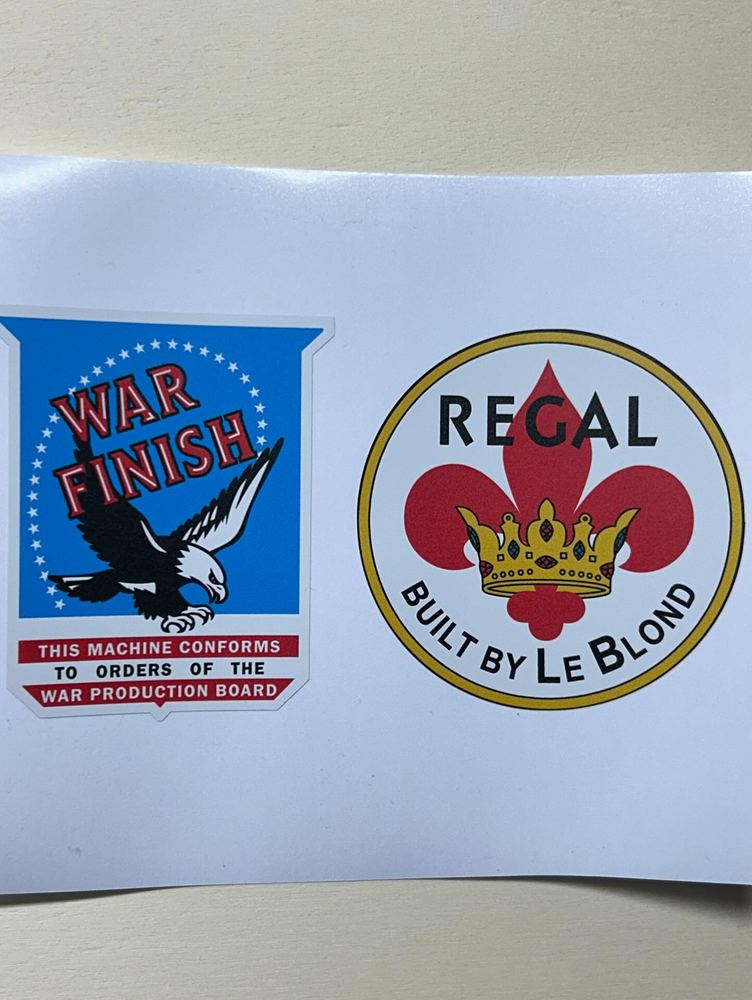 WAR
FINISH
THIS MACHINE CONFORMS
TO ORDERS OF THE
WAR PRODUCTION BOARD
REGAL
BUILT BY LE BLOND